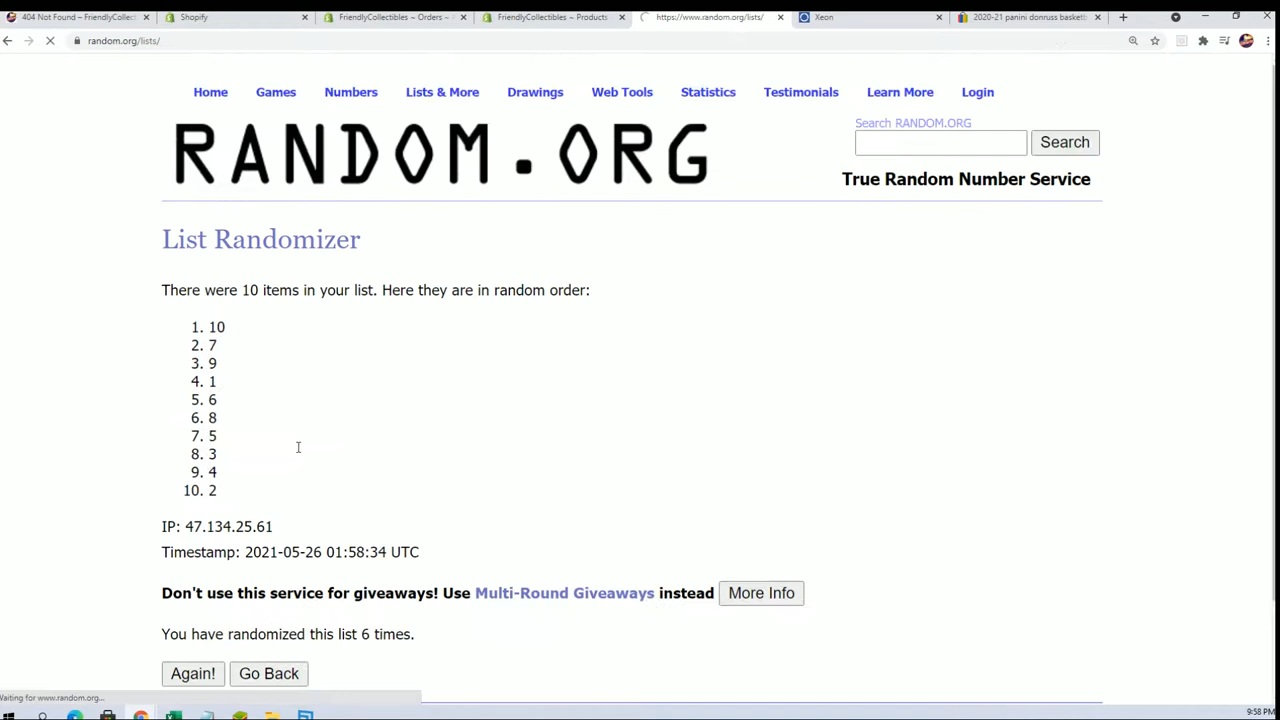 404 Not Found – FriendlyCollect
Shopify
FriendlyCollectibles ~ Orders ~
FriendlyCollectibles ~ Products
https://www.random.org/lists/
Xeon
2020-21 panini donruss basketb
random.org/lists/
Home Games Numbers Lists & More Drawings Web Tools Statistics Testimonials Learn More Login
Search RANDOM.ORG
RANDOM.ORG
Search
True Random Number Service
List Randomizer
There were 10 items in your list. Here they are in random order:
1. 10
2. 7
3. 9
4. 1
5. 6
6. 8
7. 5
8. 3
9. 4
10. 2
IP: 47.134.25.61
Timestamp: 2021-05-26 01:58:34 UTC
Don't use this service for giveaways! Use Multi-Round Giveaways instead More Info
You have randomized this list 6 times.
Again! Go Back
Waiting for www.random.org...
9:58 PM